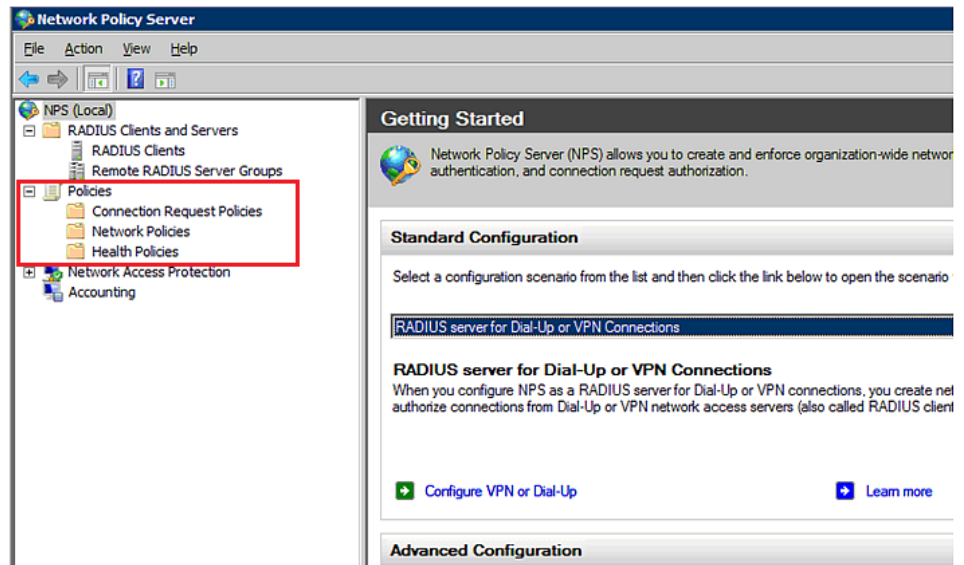 Network Policy Server
File Action View Help
NPS (Local)
RADIUS Clients and Servers
RADIUS Clients
Remote RADIUS Server Groups
Policies
Connection Request Policies
Network Policies
Health Policies
Network Access Protection
Accounting
Getting Started
Network Policy Server (NPS) allows you to create and enforce organization-wide networ
authentication, and connection request authorization.
Standard Configuration
Select a configuration scenario from the list and then click the link below to open the scenario
RADIUS server for Dial-Up or VPN Connections
RADIUS server for Dial-Up or VPN Connections
When you configure NPS as a RADIUS server for Dial-Up or VPN connections, you create net
authorize connections from Dial-Up or VPN network access servers (also called RADIUS client
Configure VPN or Dial-Up
Learn more
Advanced Configuration